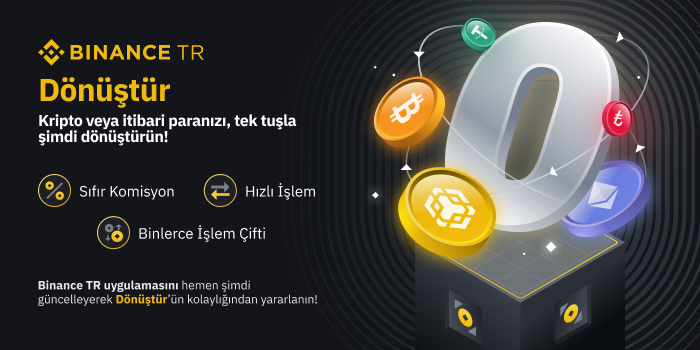 BINANCE TR
Dönüştür
Kripto veya itibari paranızı, tek tuşla
şimdi dönüştürün!
Sıfır Komisyon
Hızlı İşlem
Binlerce İşlem Çifti
Binance TR uygulamasını hemen şimdi
güncelleyerek Dönüştür'ün kolaylığından yararlanın!
0